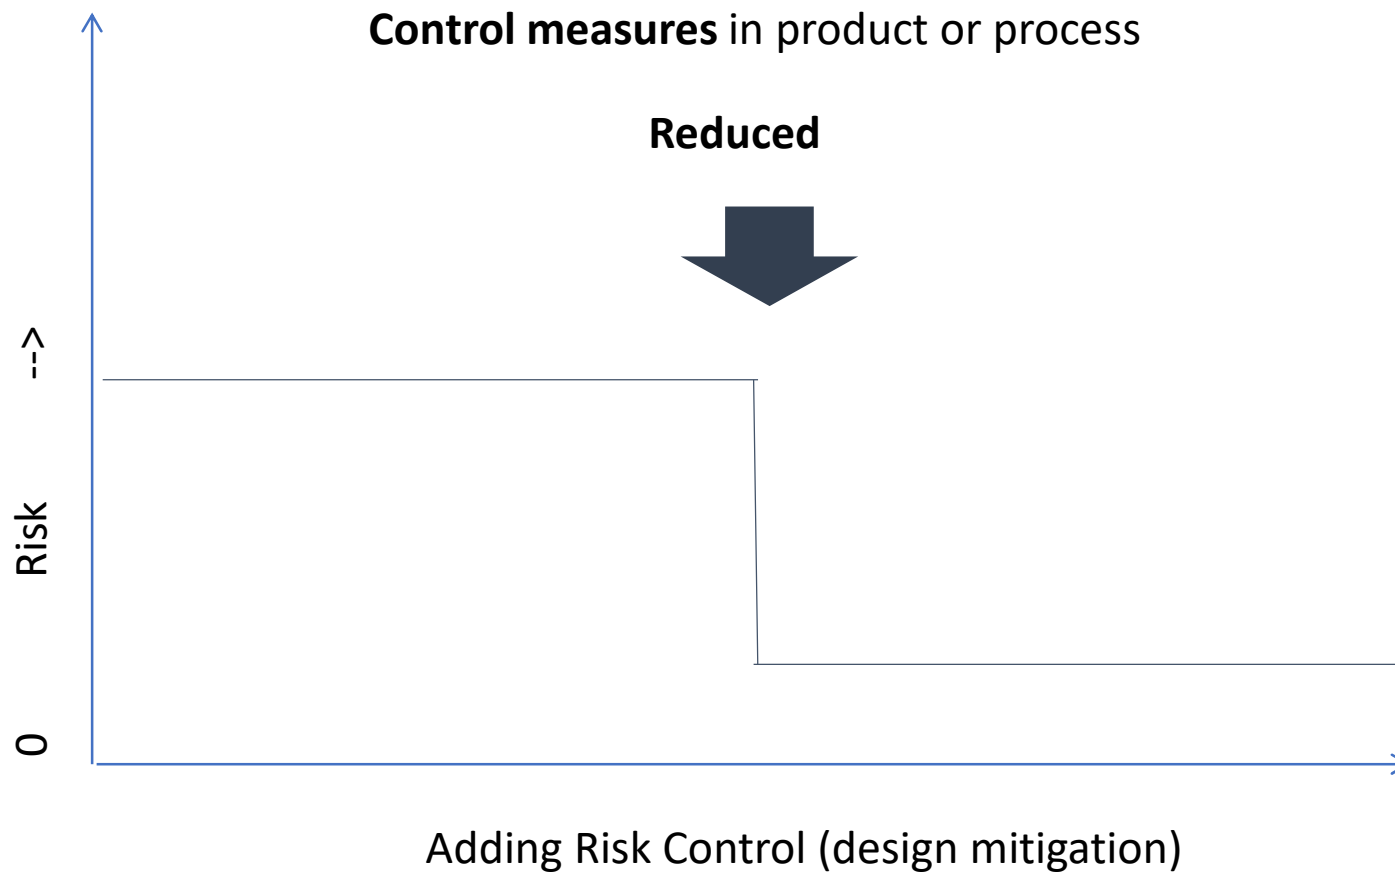 Control measures in product or process
Reduced
Risk -->
0
Adding Risk Control (design mitigation)